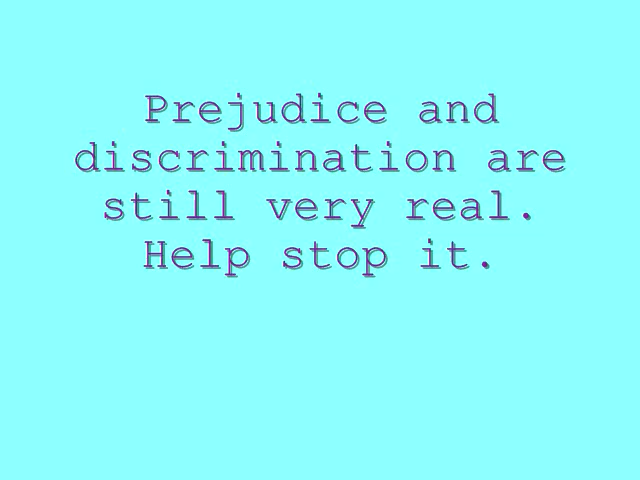 Prejudice and
discrimination are
still very real.
Help stop it.